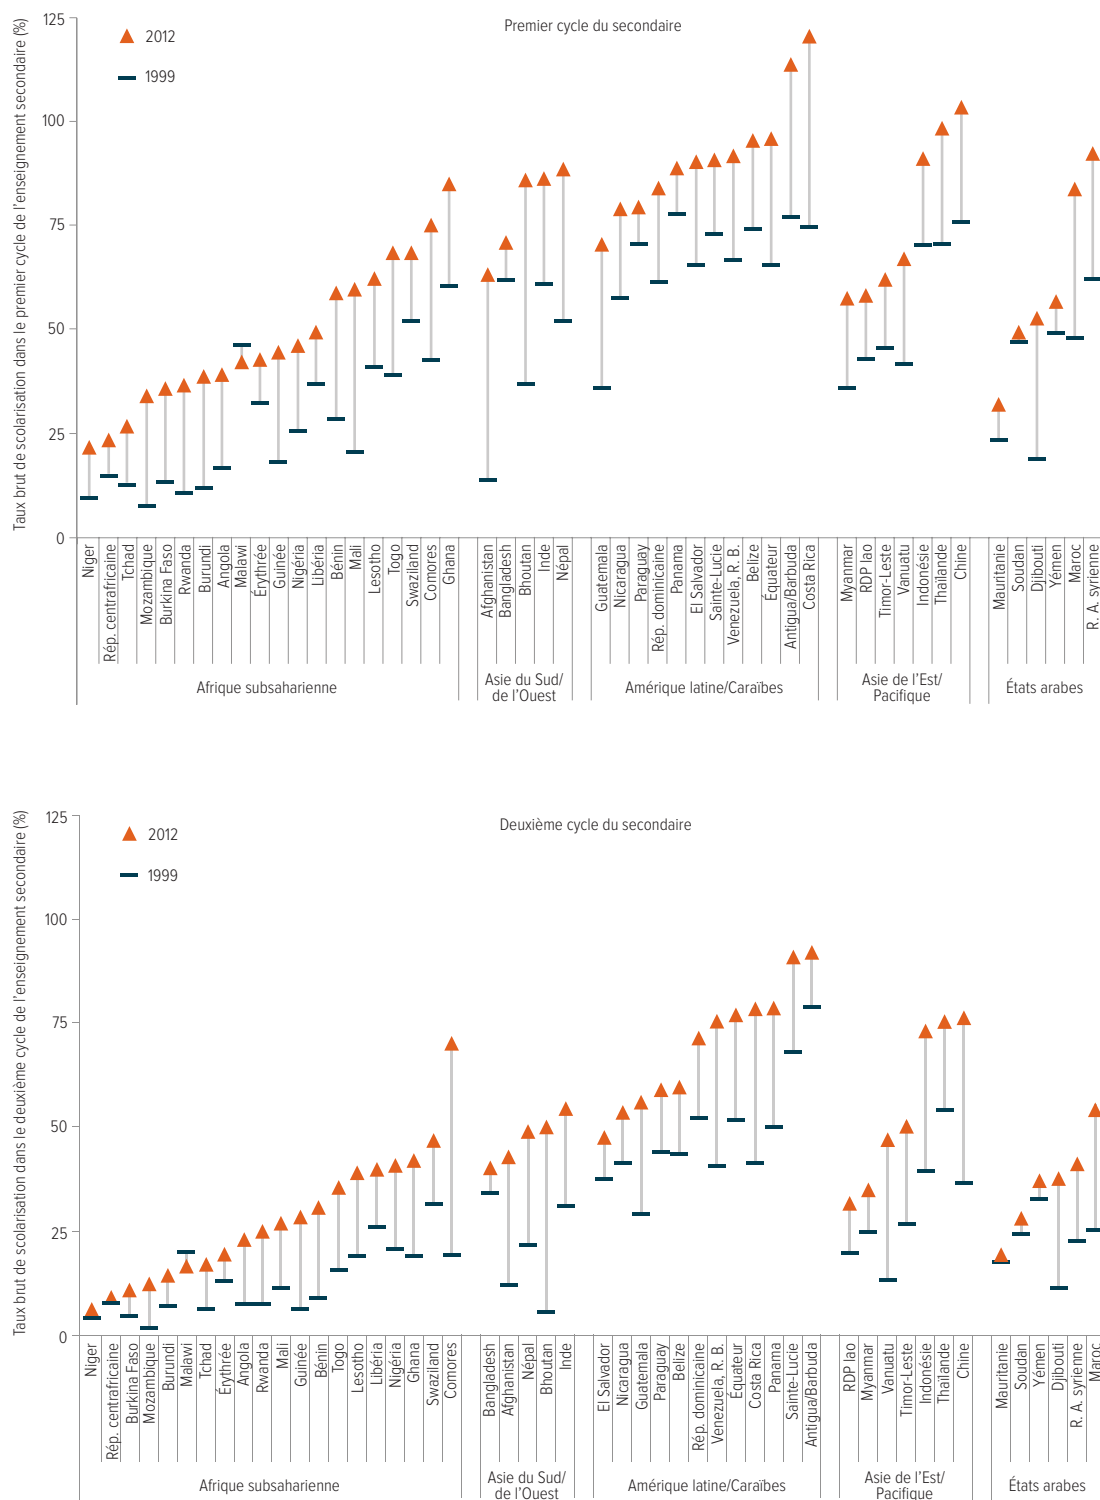 Premier cycle du secondaire
2012
1999
Taux brut de scolarisation dans le premier cycle de l'enseignement secondaire (%)
125
100
75
50
25
0
Niger
Rép. centrafricaine
Tchad
Mozambique
Burkina Faso
Rwanda
Burundi
Angola
Malawi
Érythrée
Guinée
Nigéria
Libéria
Bénin
Mali
Lesotho
Togo
Swaziland
Comores
Ghana
Afghanistan
Bangladesh
Bhoutan
Inde
Népal
Guatemala
Nicaragua
Paraguay
Rép. dominicaine
Panama
El Salvador
Sainte-Lucie
Venezuela, R. B.
Belize
Équateur
Antigua/Barbuda
Costa Rica
Myanmar
RDP lao
Timor-Leste
Vanuatu
Indonésie
Thaïlande
Chine
Mauritanie
Soudan
Djibouti
Yémen
Maroc
R. A. syrienne
Afrique subsaharienne
Asie du Sud/
de l'Ouest
Amérique latine/Caraïbes
Asie de l'Est/
Pacifique
États arabes
Deuxième cycle du secondaire
2012
1999
Taux brut de scolarisation dans le deuxième cycle de l'enseignement secondaire (%)
125
100
75
50
25
0
Niger
Rép. centrafricaine
Burkina Faso
Mozambique
Burundi
Malawi
Tchad
Érythrée
Angola
Rwanda
Mali
Guinée
Bénin
Togo
Lesotho
Libéria
Nigéria
Ghana
Swaziland
Comores
Bangladesh
Afghanistan
Népal
Bhoutan
Inde
El Salvador
Nicaragua
Guatemala
Paraguay
Belize
Rép. dominicaine
Venezuela, R. B.
Équateur
Costa Rica
Panama
Sainte-Lucie
Antigua/Barbuda
RDP lao
Myanmar
Vanuatu
Timor-Leste
Indonésie
Thaïlande
Chine
Mauritanie
Soudan
Yémen
Djibouti
R. A. syrienne
Maroc
Afrique subsaharienne
Asie du Sud/
de l'Ouest
Amérique latine/Caraïbes
Asie de l'Est/
Pacifique
États arabes